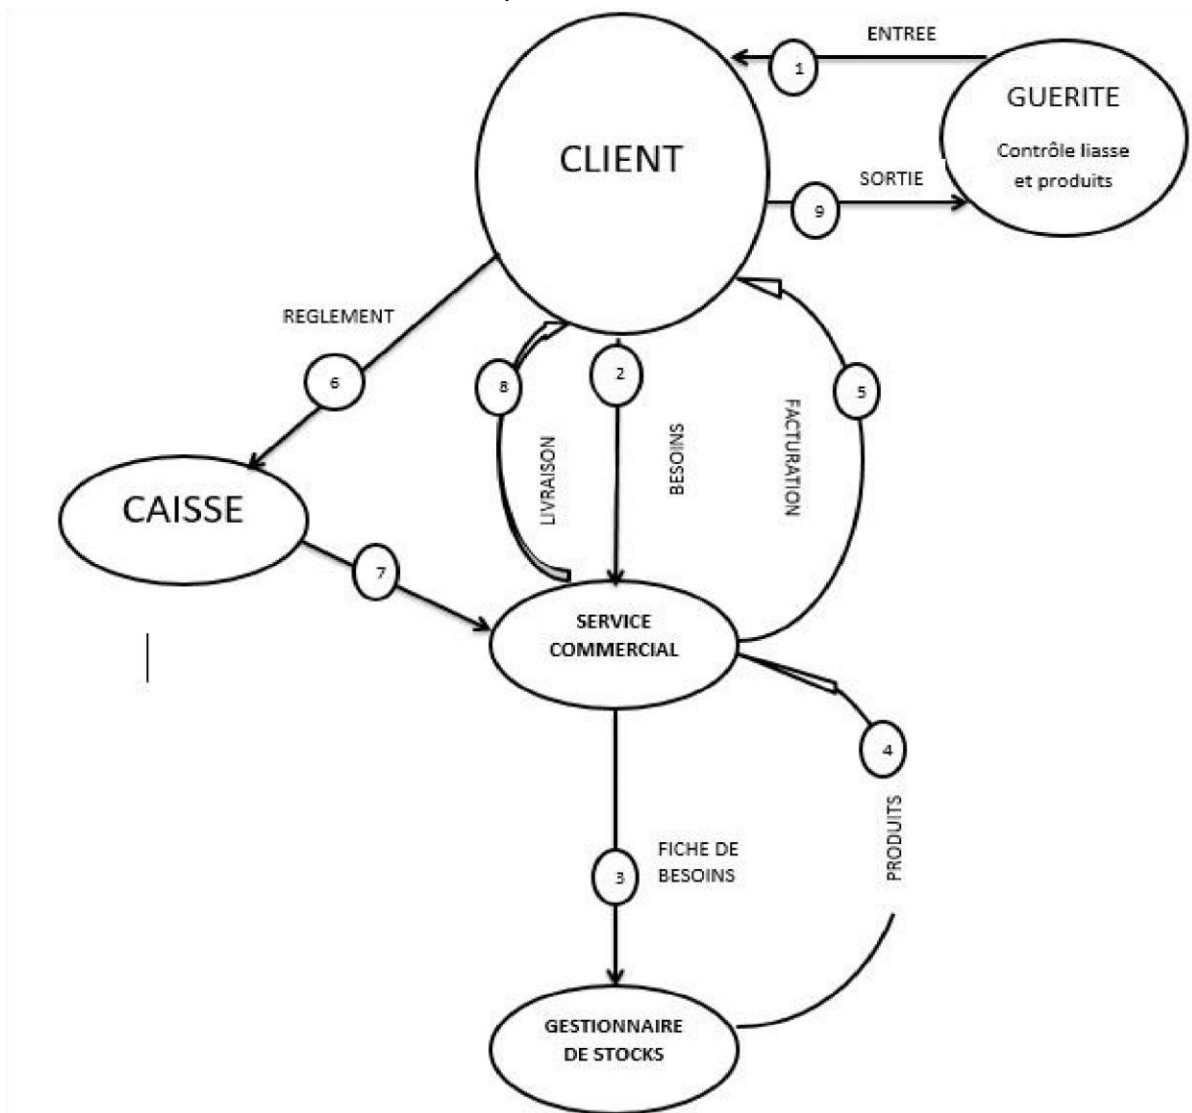 ENTREE
1
GUERITE
Contrôle liasse
et produits
CLIENT
SORTIE
9
REGLEMENT
6
8
2
5
LIVRAISON
BESOINS
FACTURATION
CAISSE
7
SERVICE
COMMERCIAL
4
PRODUITS
FICHE DE
BESOINS
3
GESTIONNAIRE
DE STOCKS